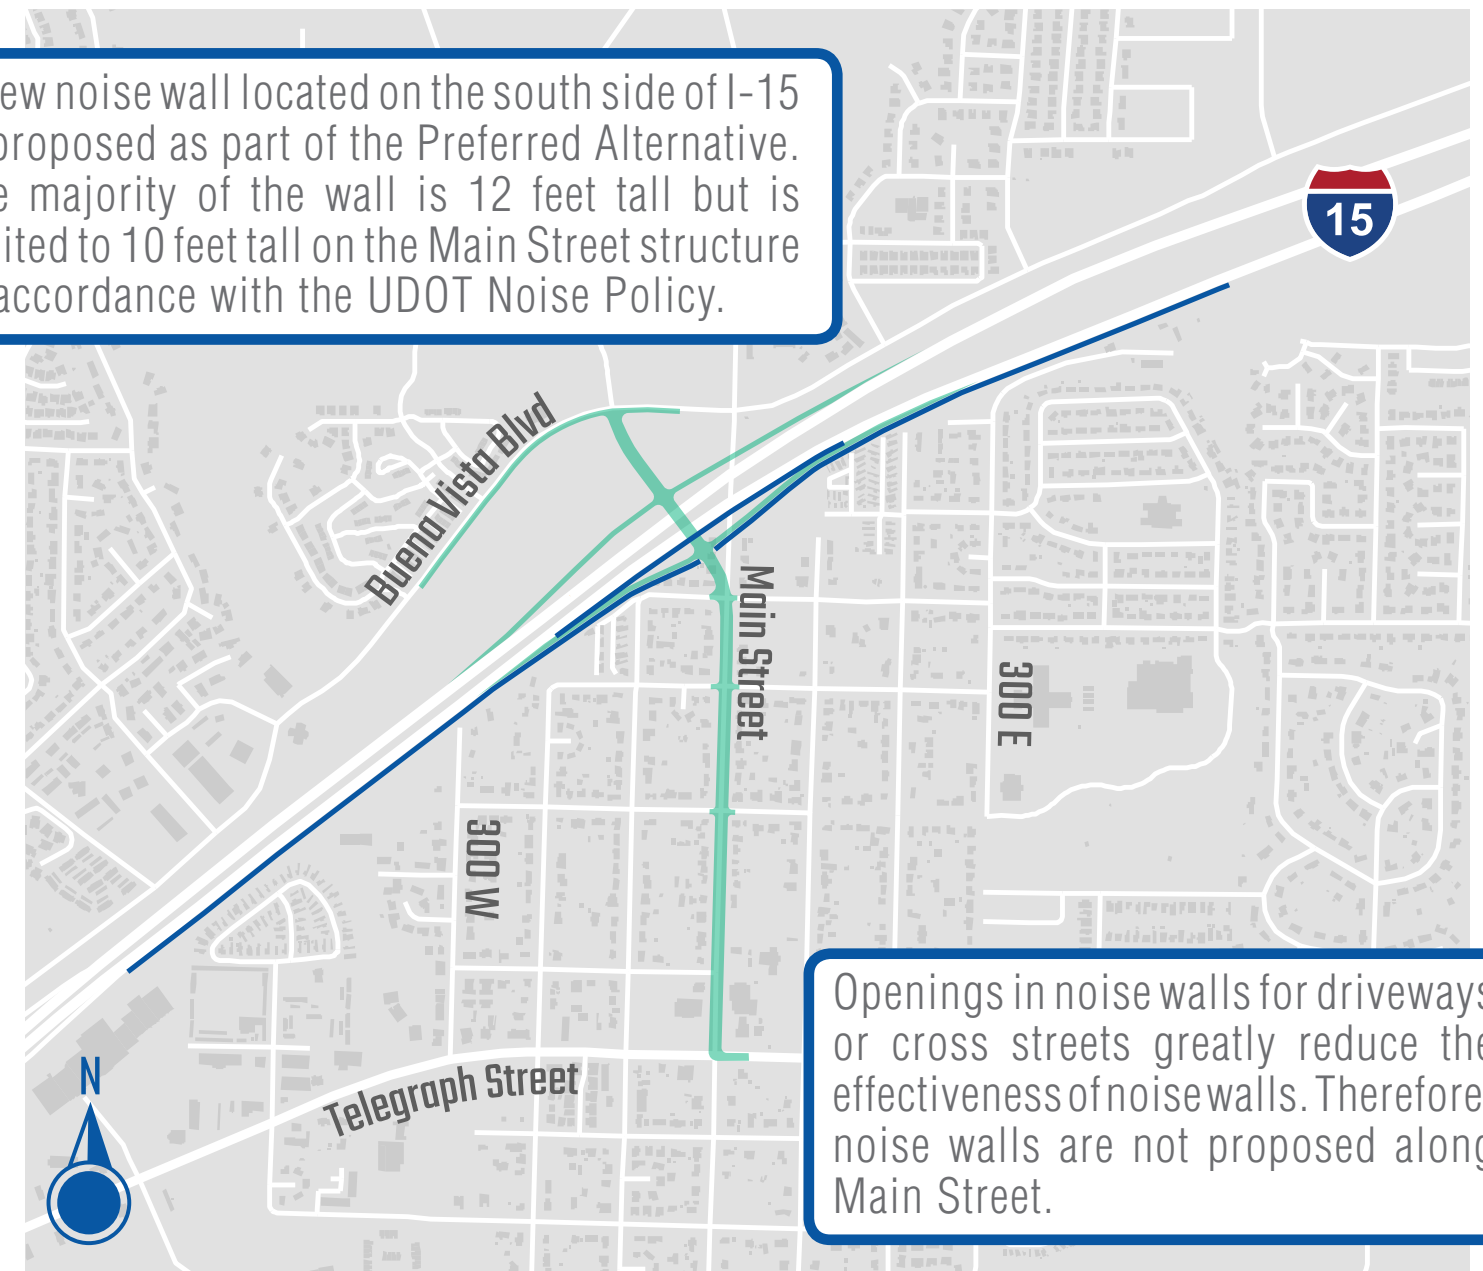 ew noise wall located on the south side of I-15
proposed as part of the Preferred Alternative.
e majority of the wall is 12 feet tall but is
ited to 10 feet tall on the Main Street structure
accordance with the UDOT Noise Policy.
15
Buena Vista Blvd
Main Street
300 E
300 W
Openings in noise walls for driveways
or cross streets greatly reduce the
effectiveness of noise walls. Therefore
noise walls are not proposed along
Main Street.
N
Telegraph Street